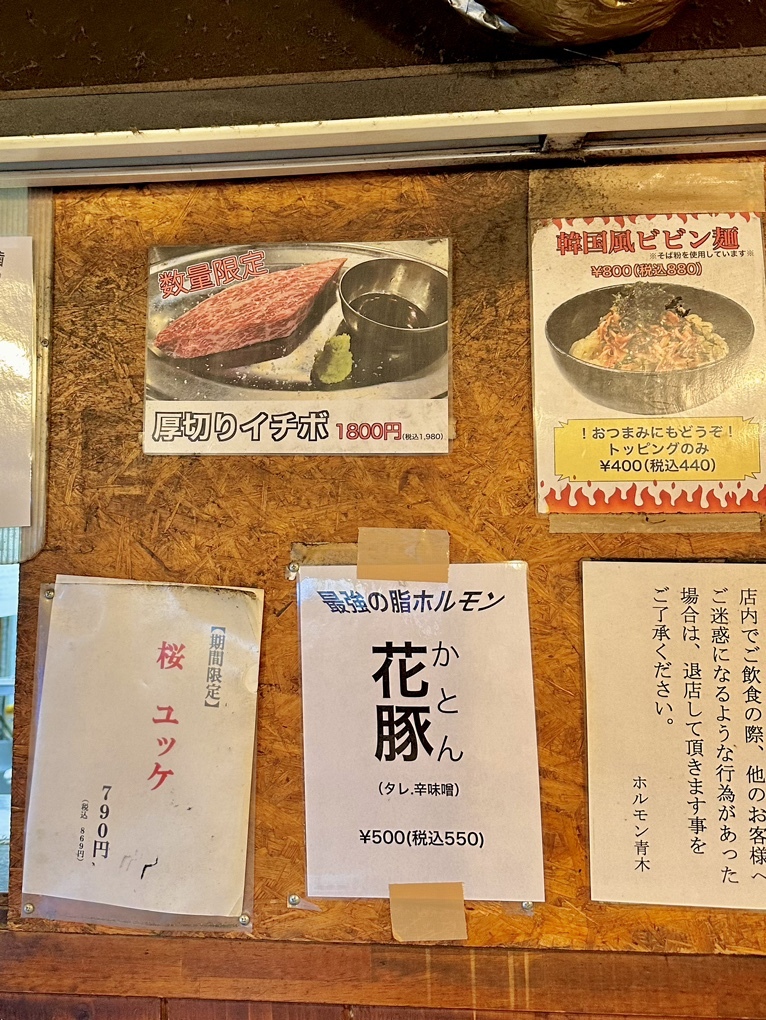 数量限定
厚切りイチボ 1800円(税込1,980)
韓国風ビビン麺
※そば粉を使用しています※
¥800(税込880)
！おつまみにもどうぞ！
トッピングのみ
¥400(税込440)
【期間限定】
桜 ユッケ
790円、
(税込 869円)
最強の脂ホルモン
花豚
かとん
(タレ.辛味噌)
¥500(税込550)
店内でご飲食の際、他のお客様へ
ご迷惑になるような行為があった
場合は、退店して頂きます事を
ご了承ください。
ホルモン青木